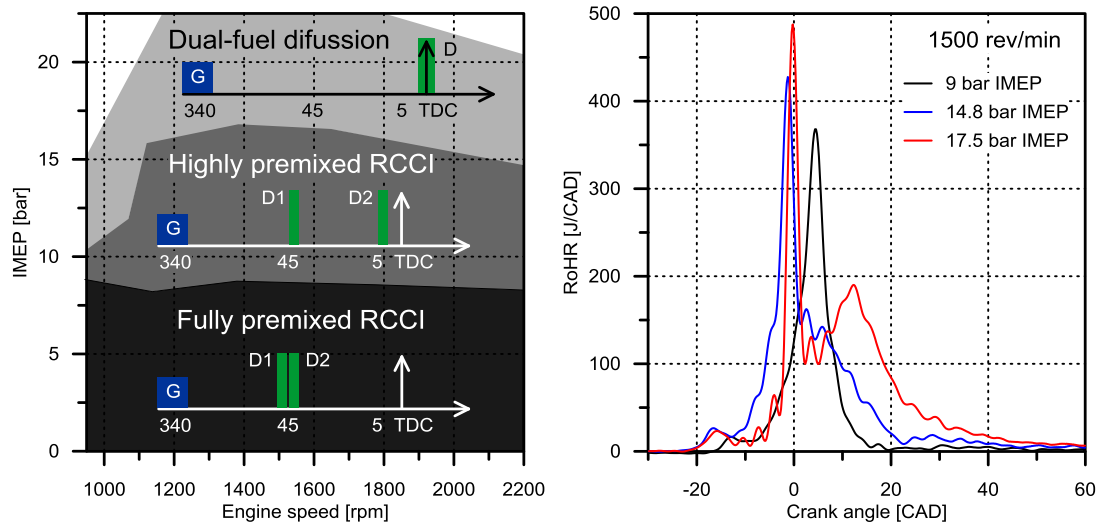 Dual-fuel difussion
G
D
340
45
5
TDC
Highly premixed RCCI
D1
D2
G
340
45
5
TDC
Fully premixed RCCI
D1
D2
G
340
45
5
TDC
20
15
10
5
0
IMEP [bar]
1000
1200
1400
1600
1800
2000
2200
Engine speed [rpm]
500
400
300
200
100
0
RoHR [J/CAD]
1500 rev/min
9 bar IMEP
14.8 bar IMEP
17.5 bar IMEP
-20
0
20
40
60
Crank angle [CAD]